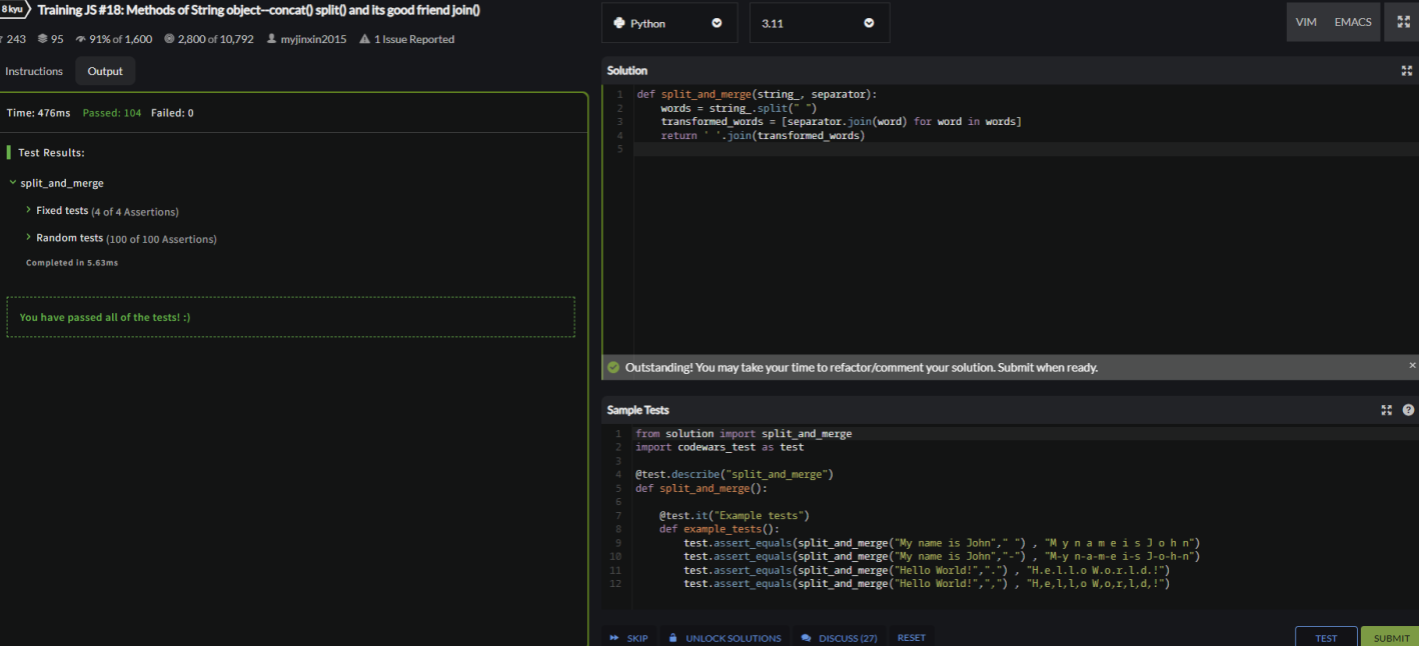 8 kyu Training JS #18: Methods of String object--concat() split() and its good friend join()
243 95 91% of 1,600 2,800 of 10,792 myjinxin2015 1 Issue Reported
Instructions Output
Time: 476ms Passed: 104 Failed: 0
Test Results:
split_and_merge
Fixed tests (4 of 4 Assertions)
Random tests (100 of 100 Assertions)
Completed in 5.63ms
You have passed all of the tests! :)
Python 3.11 VIM EMACS
Solution
1 def split_and_merge(string_, separator):
2 words = string_.split(" ")
3 transformed_words = [separator.join(word) for word in words]
4 return ' '.join(transformed_words)
5
Outstanding! You may take your time to refactor/comment your solution. Submit when ready. ×
Sample Tests ?
1 from solution import split_and_merge
2 import codewars_test as test
3
4 @test.describe("split_and_merge")
5 def split_and_merge():
6
7 @test.it("Example tests")
8 def example_tests():
9 test.assert_equals(split_and_merge("My name is John"," ") , "M y n a m e i s J o h n")
10 test.assert_equals(split_and_merge("My name is John","-") , "M-y n-a-m-e i-s J-o-h-n")
11 test.assert_equals(split_and_merge("Hello World!",".") , "H.e.l.l.o W.o.r.l.d.!")
12 test.assert_equals(split_and_merge("Hello World!",",") , "H,e,l,l,o W,o,r,l,d,!")
SKIP UNLOCK SOLUTIONS DISCUSS (27) RESET TEST SUBMIT